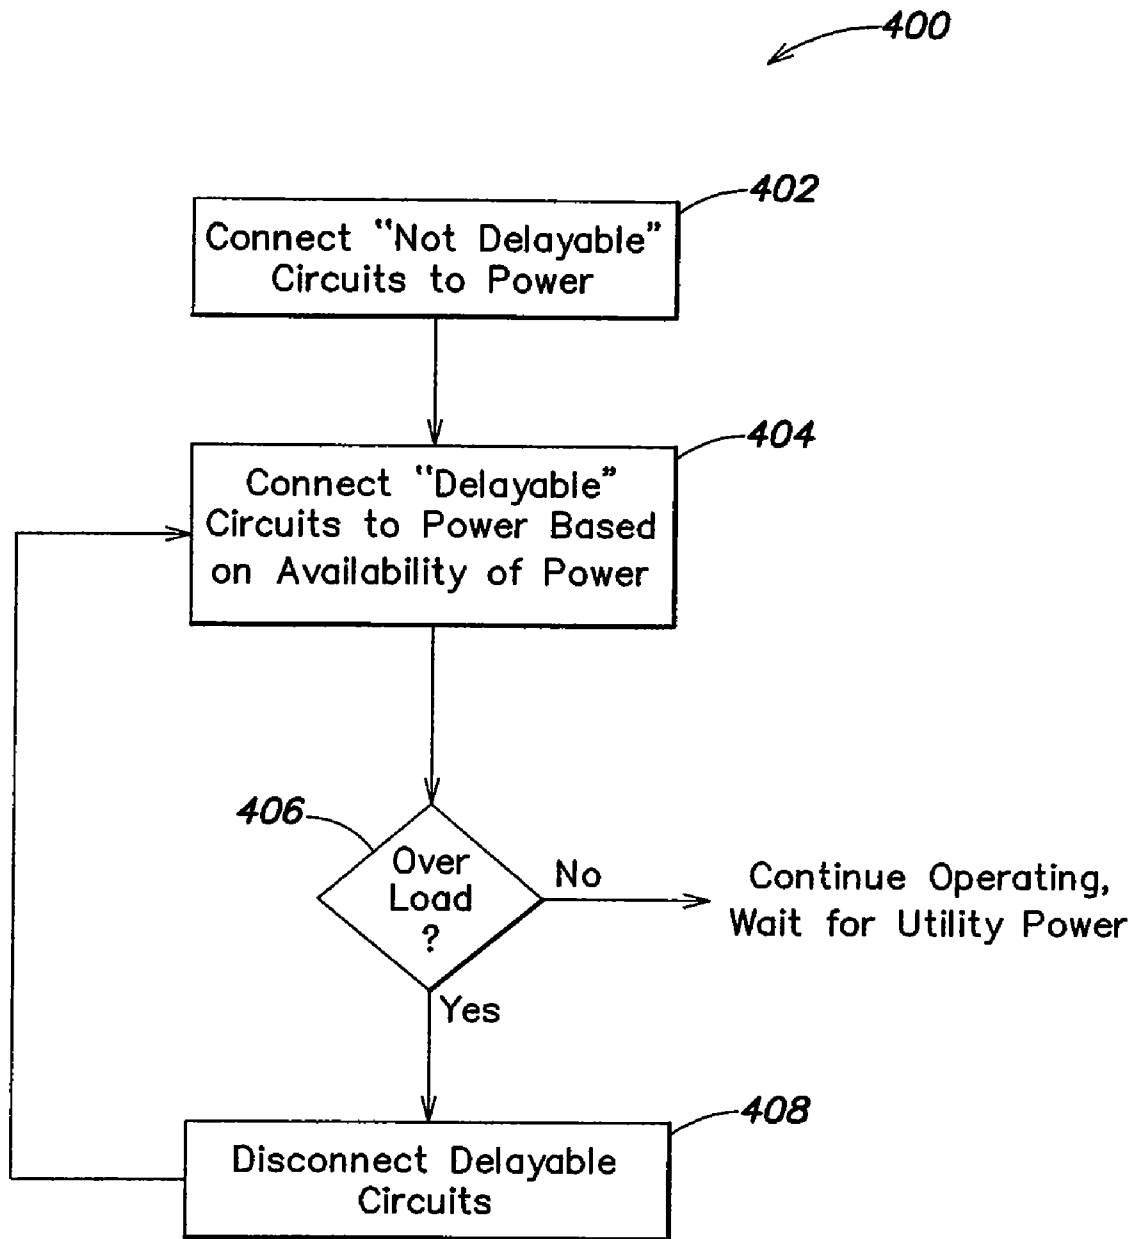 400
402
Connect "Not Delayable"
Circuits to Power
404
Connect "Delayable"
Circuits to Power Based
on Availability of Power
406
Over
Load
?
No
Continue Operating,
Wait for Utility Power
Yes
408
Disconnect Delayable
Circuits